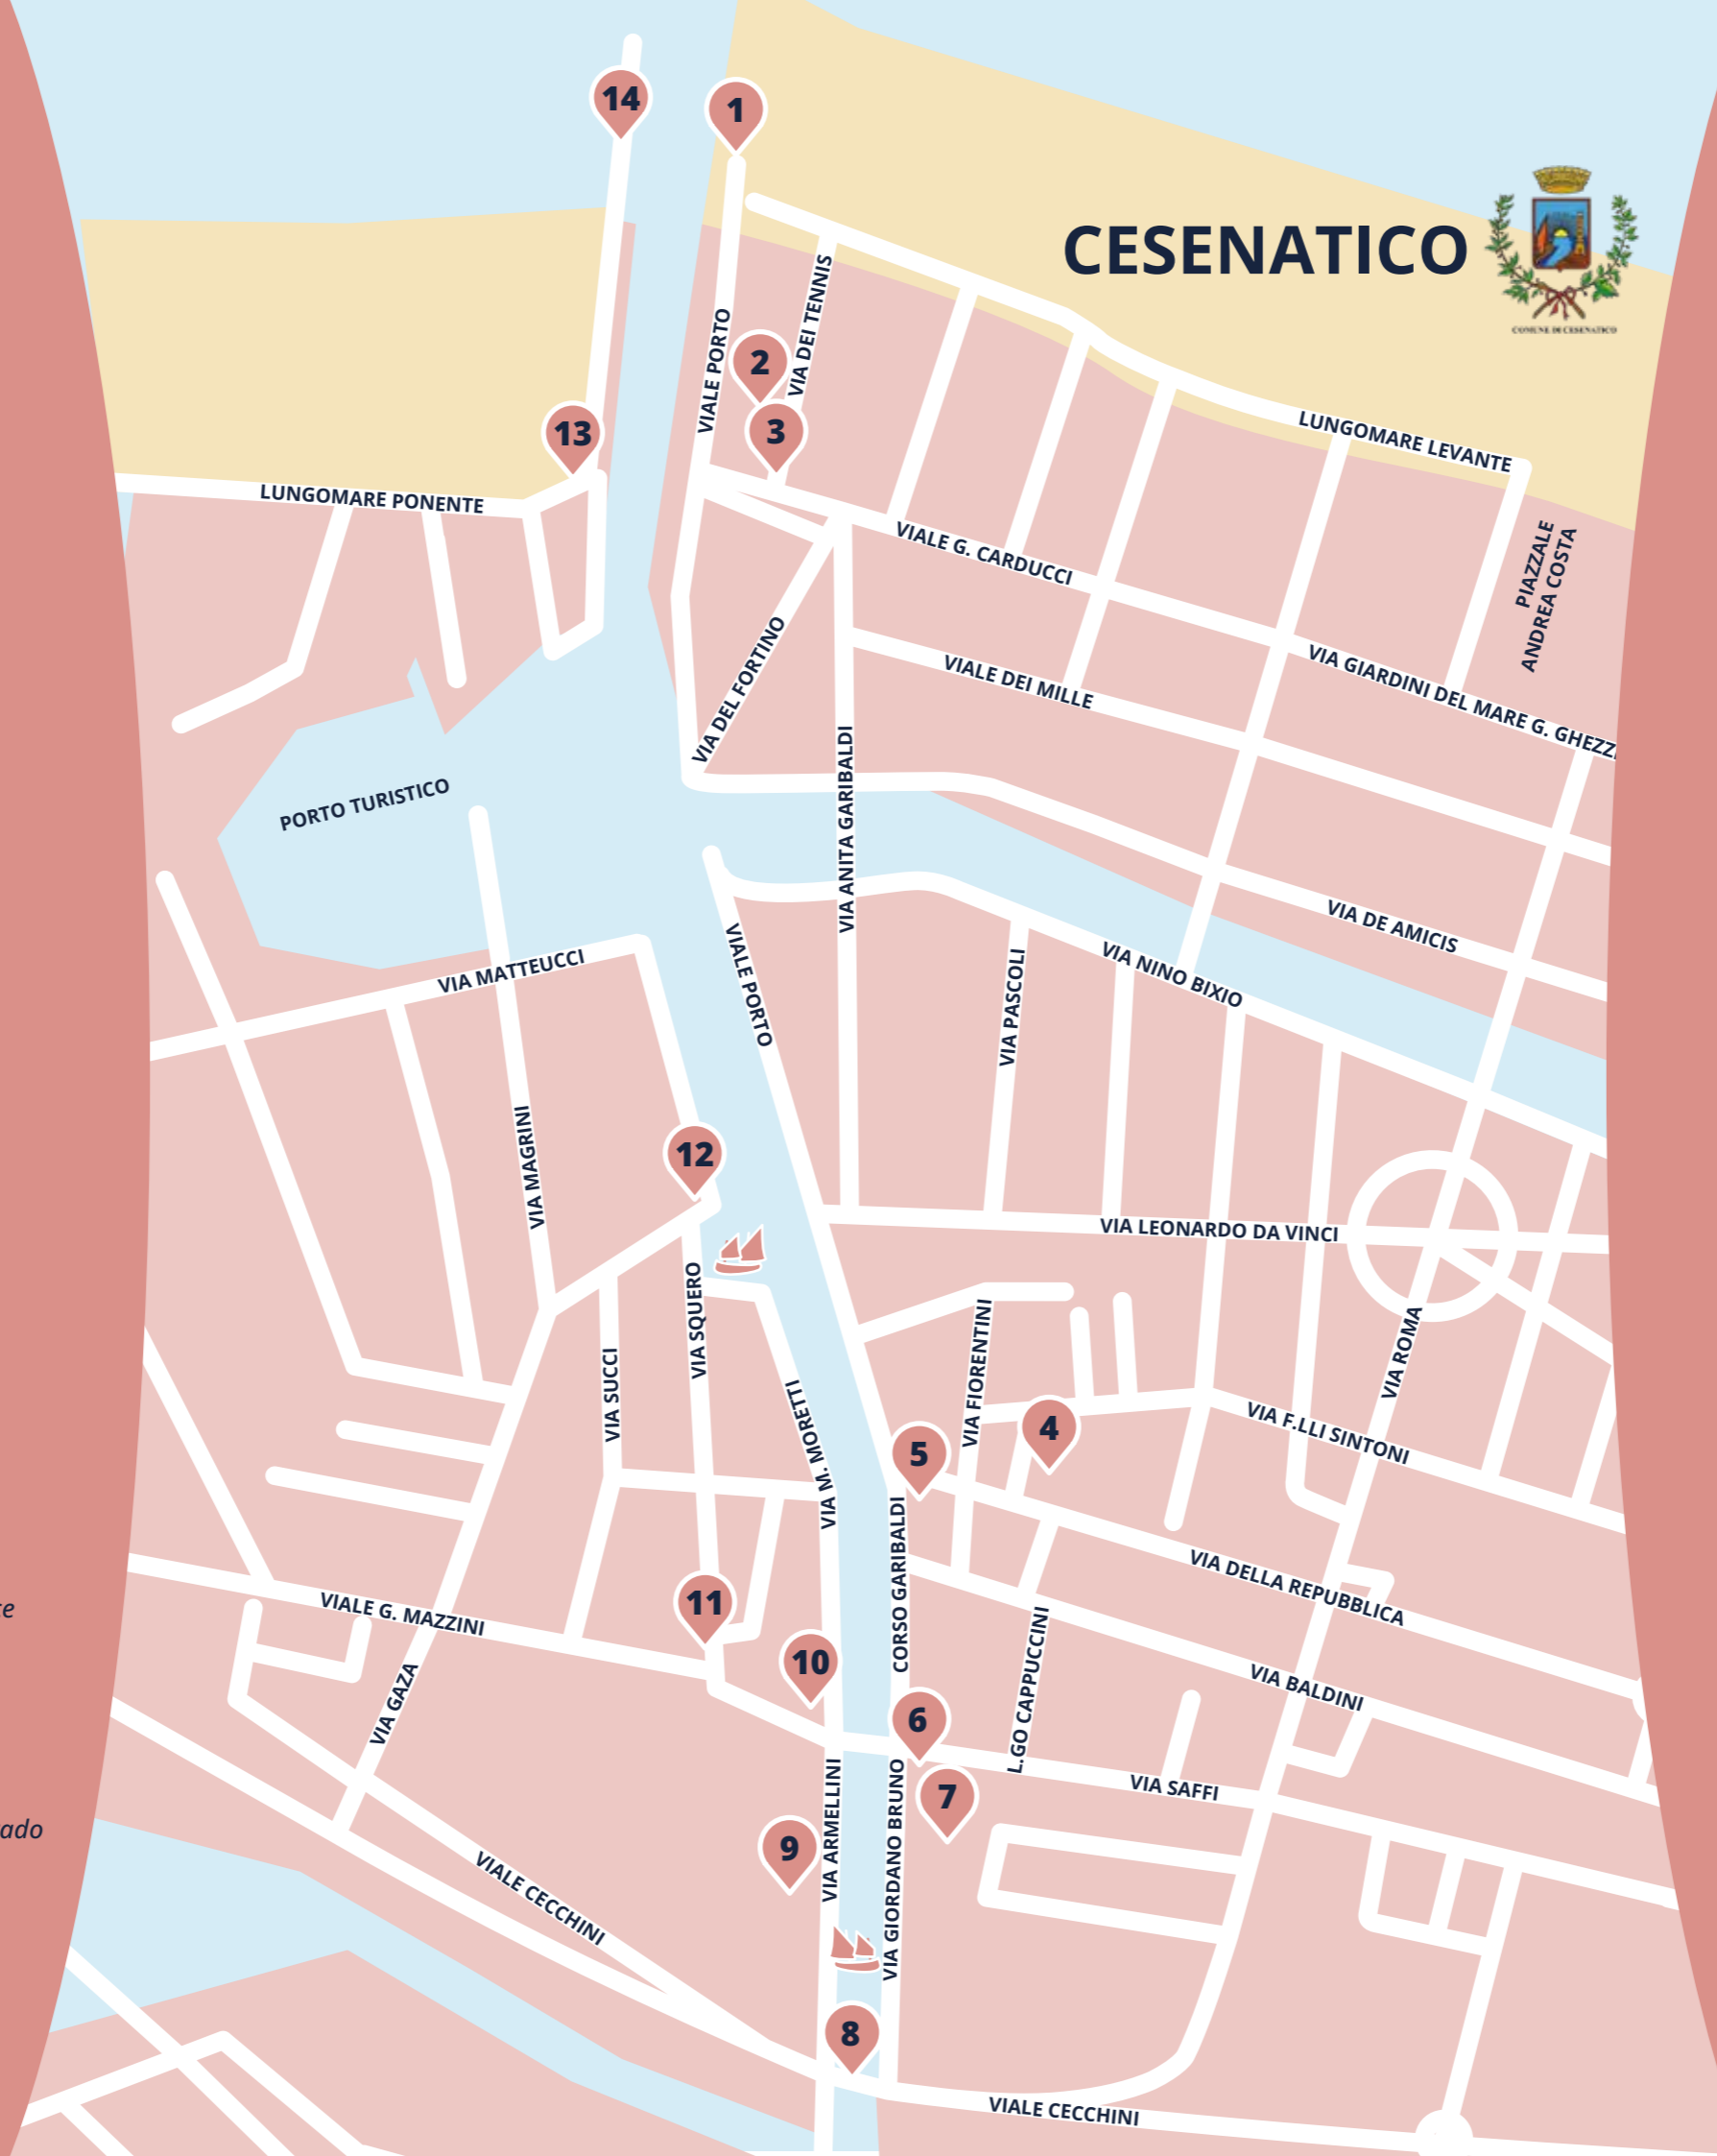 14
1
CESENATICO
COMUNE DI CESENATICO
VIALE PORTO
VIA DEI TENNIS
2
3
13
LUNGOMARE PONENTE
LUNGOMARE LEVANTE
VIALE G. CARDUCCI
PIAZZALE
ANDREA COSTA
VIA DEL FORTINO
VIALE DEI MILLE
VIA GIARDINI DEL MARE G. GHEZZI
PORTO TURISTICO
VIA ANITA GARIBALDI
VIA DE AMICIS
VIA MATTEUCCI
VIALE PORTO
VIA PASCOLI
VIA NINO BIXIO
VIA MAGRINI
12
VIA LEONARDO DA VINCI
VIA SQUERO
VIA SUCCI
VIA M. MORETTI
VIA FIORENTINI
VIA ROMA
4
5
VIA F.LLI SINTONI
CORSO GARIBALDI
VIA DELLA REPUBBLICA
11
VIALE G. MAZZINI
10
L.GO CAPPUCCINI
VIA BALDINI
VIA GAZA
6
7
VIA SAFFI
9
VIA ARMELLINI
VIA GIORDANO BRUNO
ado
VIALE CECCHINI
8
VIALE CECCHINI